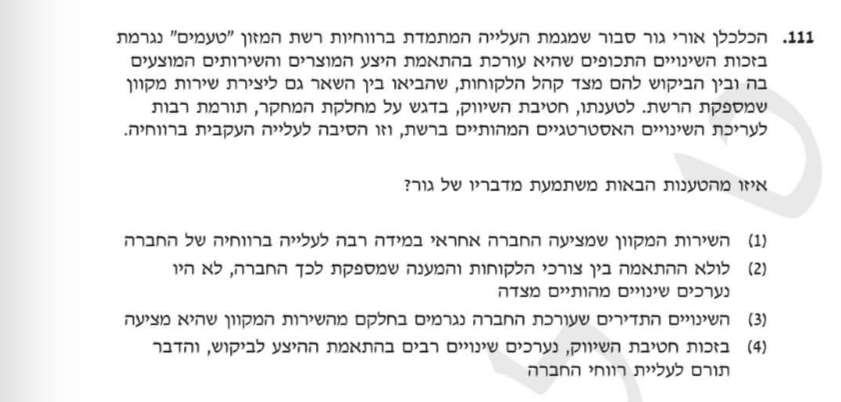 111. הכלכלן אורי גור סבור שמגמת העלייה המתמדת ברווחיות רשת המזון "טעמים" נגרמת
בזכות השינויים התכופים שהיא עורכת בהתאמת היצע המוצרים והשירותים המוצעים
בה ובין הביקוש להם מצד קהל הלקוחות, שהביאו בין השאר גם ליצירת שירות מקוון
שמספקת הרשת. לטענתו, חטיבת השיווק, בדגש על מחלקת המחקר, תורמת רבות
לעריכת השינויים האסטרטגיים המהותיים ברשת, וזו הסיבה לעלייה העקבית ברווחיה.
איזו מהטענות הבאות משתמעת מדבריו של גור?
(1) השירות המקוון שמציעה החברה אחראי במידה רבה לעלייה ברווחיה של החברה
(2) לולא ההתאמה בין צורכי הלקוחות והמענה שמספקת לכך החברה, לא היו
נערכים שינויים מהותיים מצדה
(3) השינויים התדירים שעורכת החברה נגרמים בחלקם מהשירות המקוון שהיא מציעה
(4) בזכות חטיבת השיווק, נערכים שינויים רבים בהתאמת ההיצע לביקוש, והדבר
תורם לעליית רווחי החברה